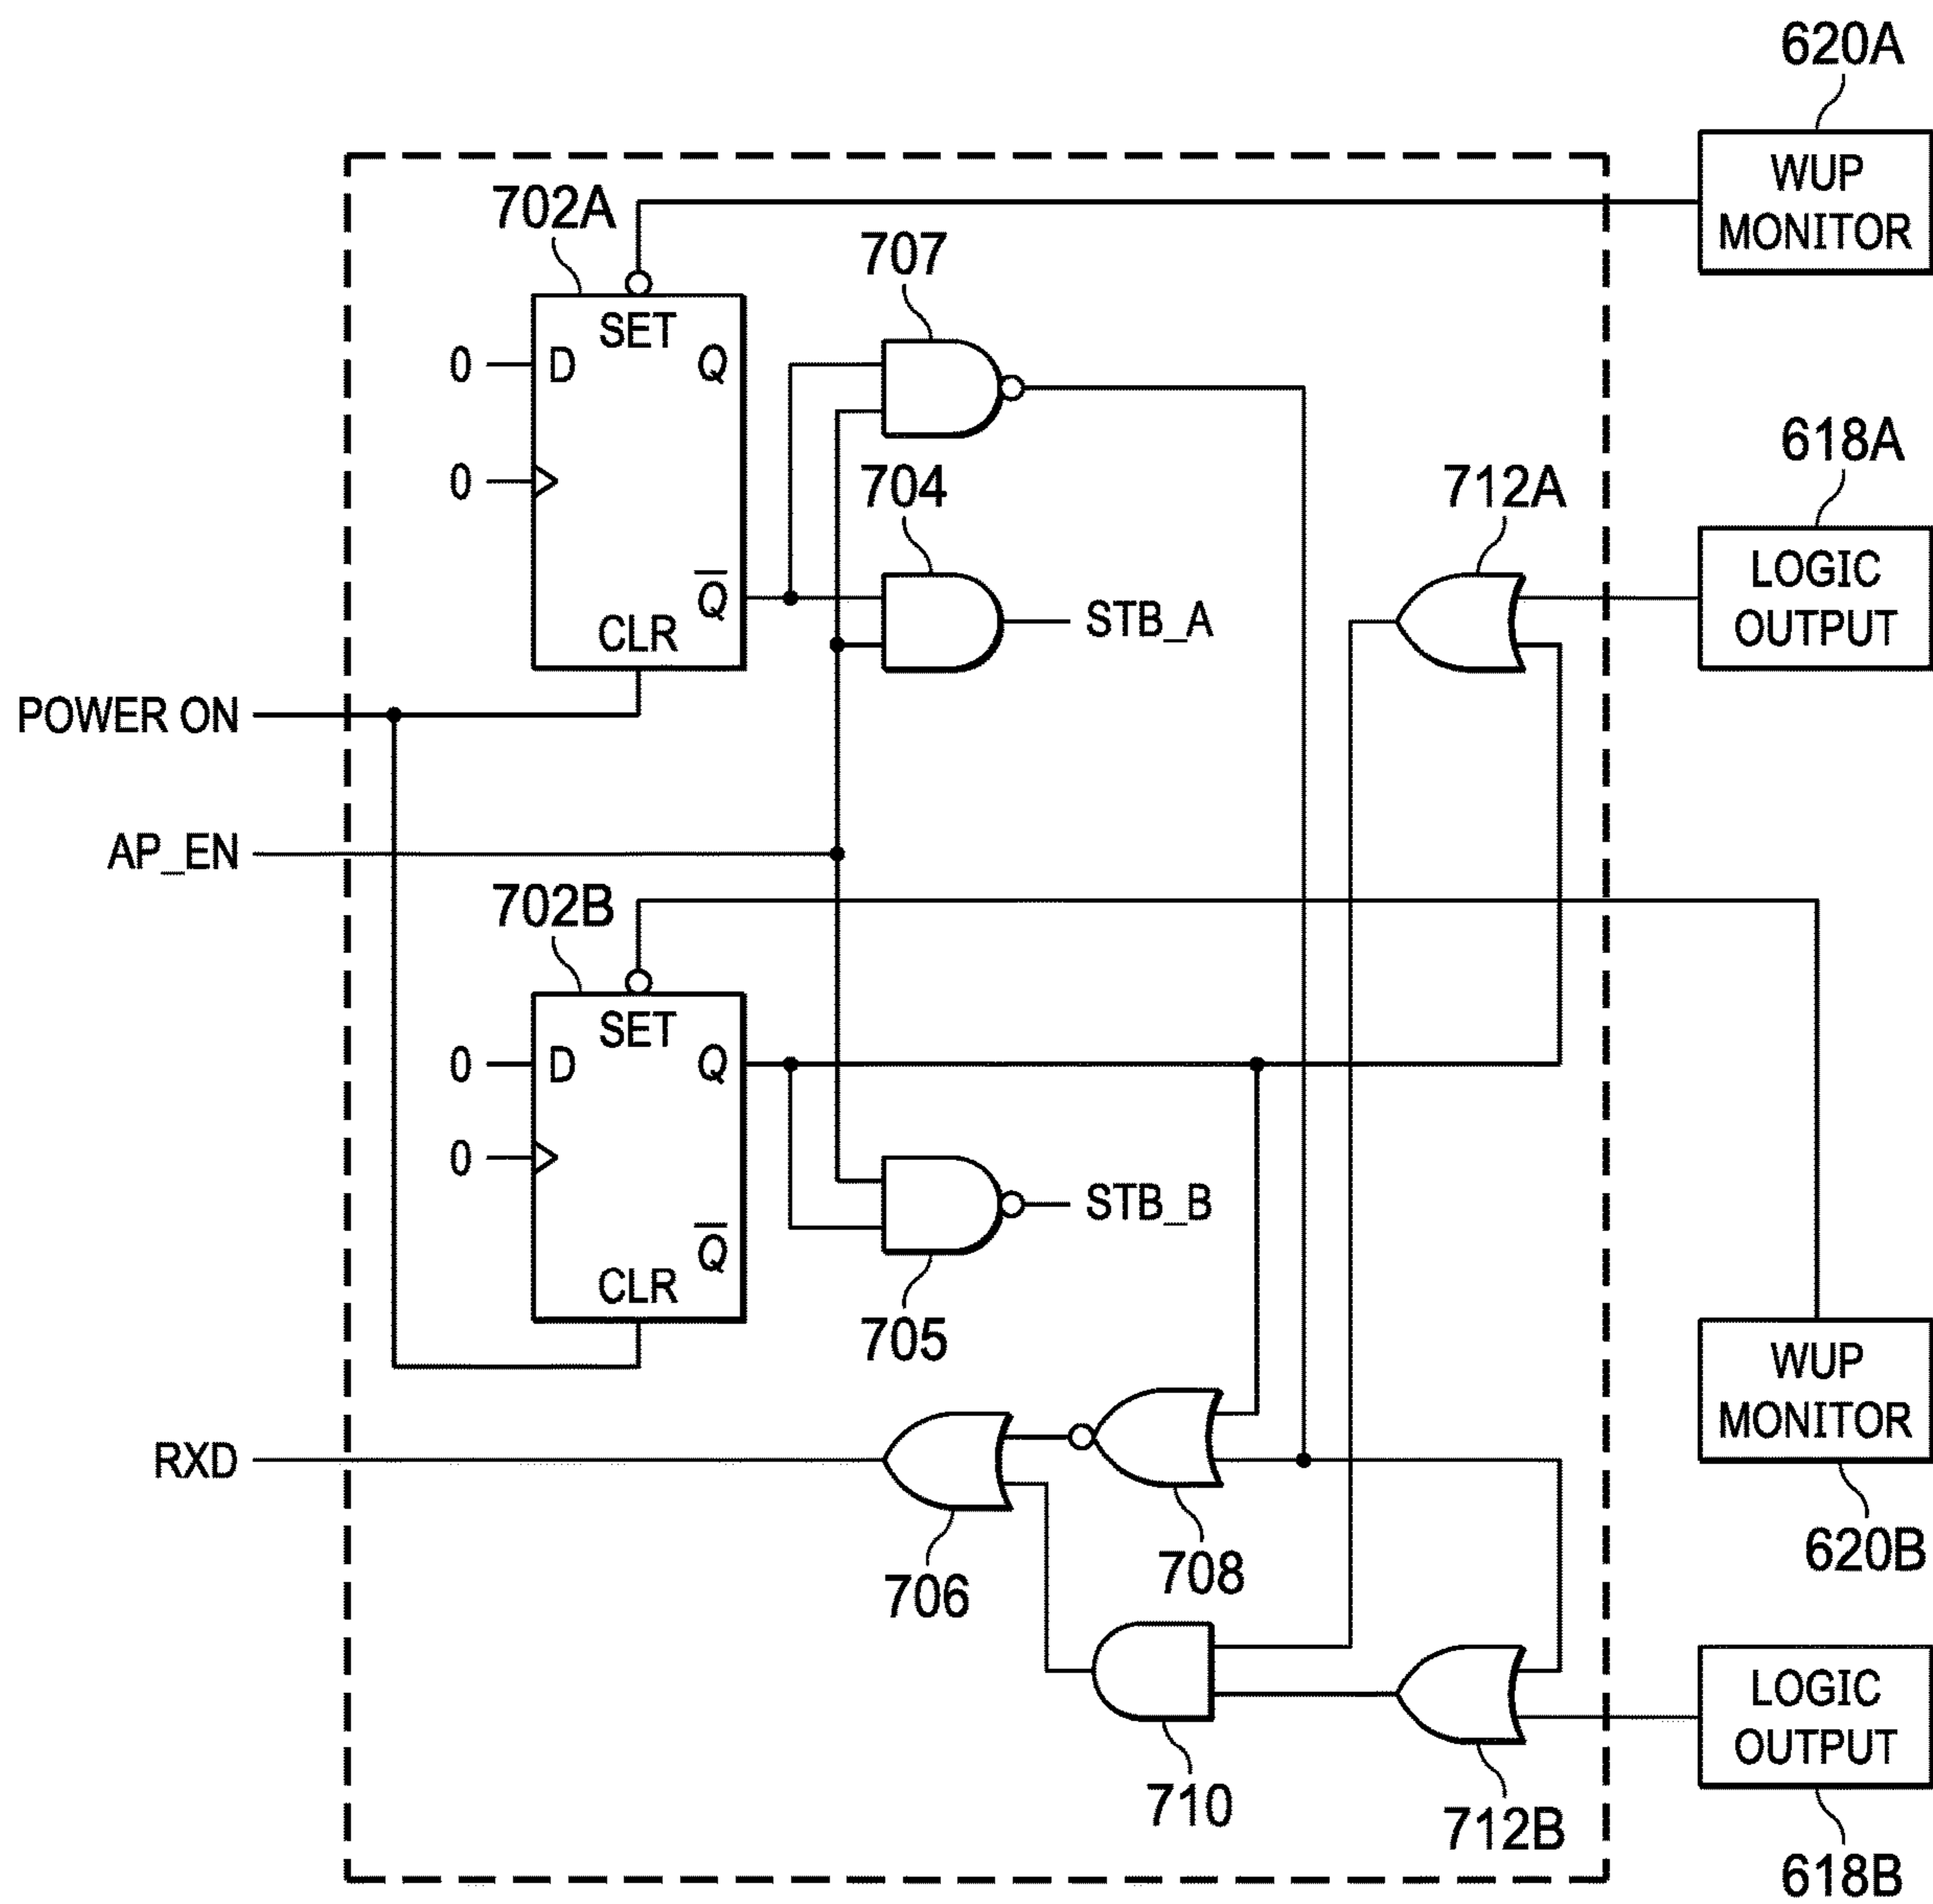 620A
WUP
MONITOR
702A
707
SET
D
Q
0
0
618A
704
712A
LOGIC
OUTPUT
Q
STB_A
CLR
POWER ON
AP_EN
702B
SET
0
D
Q
0
STB_B
Q
CLR
705
WUP
MONITOR
RXD
620B
708
706
LOGIC
OUTPUT
710
712B
618B